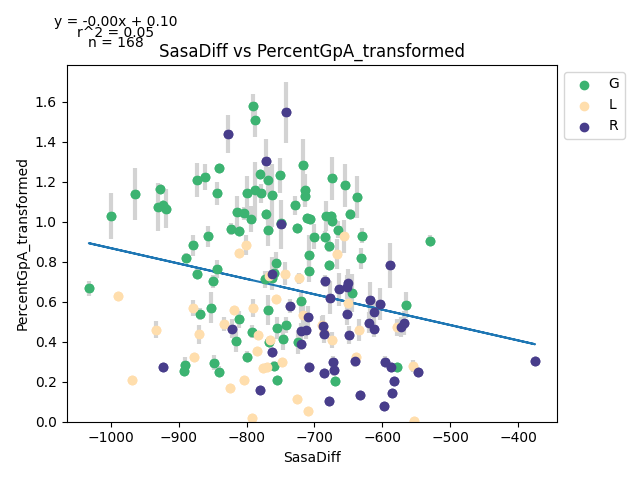 y = -0.00x + 0.10
r^2 = 0.05
n = 168
SasaDiff vs PercentGpA_transformed
G
L
R
1.6
1.4
1.2
1.0
0.8
0.6
0.4
0.2
0.0
PercentGpA_transformed
−1000 −900 −800 −700 −600 −500 −400
SasaDiff